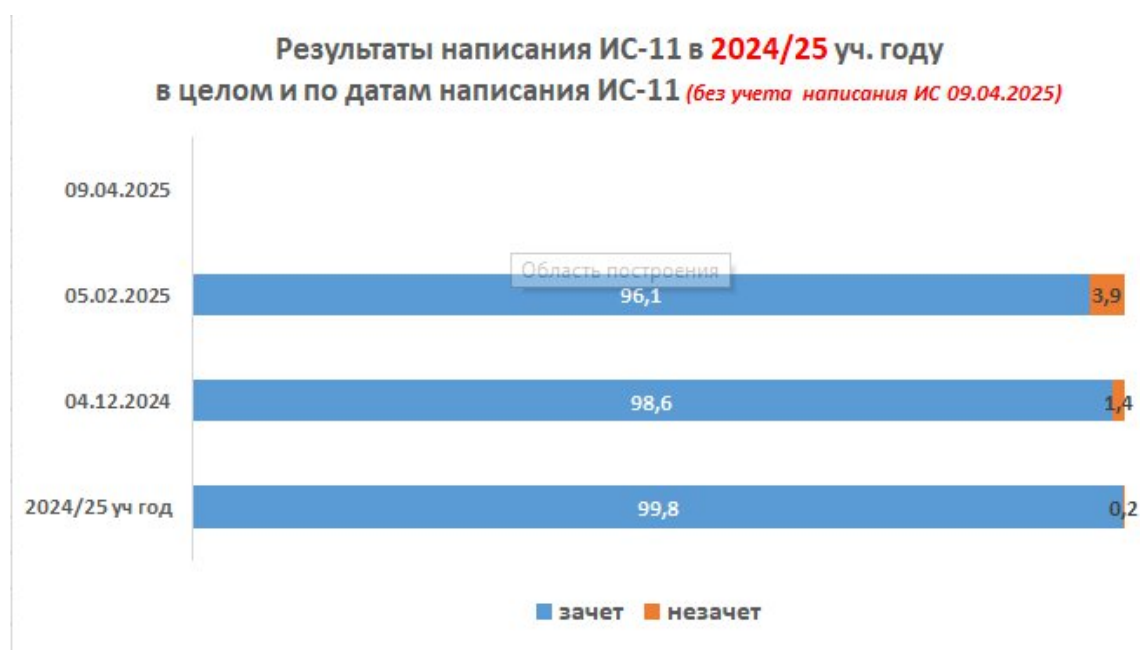 Результаты написания ИС-11 в 2024/25 уч. году
в целом и по датам написания ИС-11 (без учета написания ИС 09.04.2025)
09.04.2025
Область построения
05.02.2025 96,1 3,9
04.12.2024 98,6 1,4
2024/25 уч год 99,8 0,2
зачет незачет